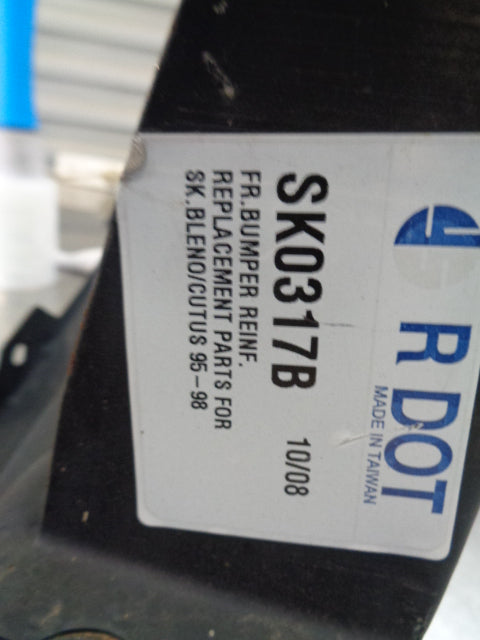 R DOT
MADE IN TAIWAN
SK0317B 10/08
FR.BUMPER REINF.
REPLACEMENT PARTS FOR
SK.BLENO/CUTUS 95-98